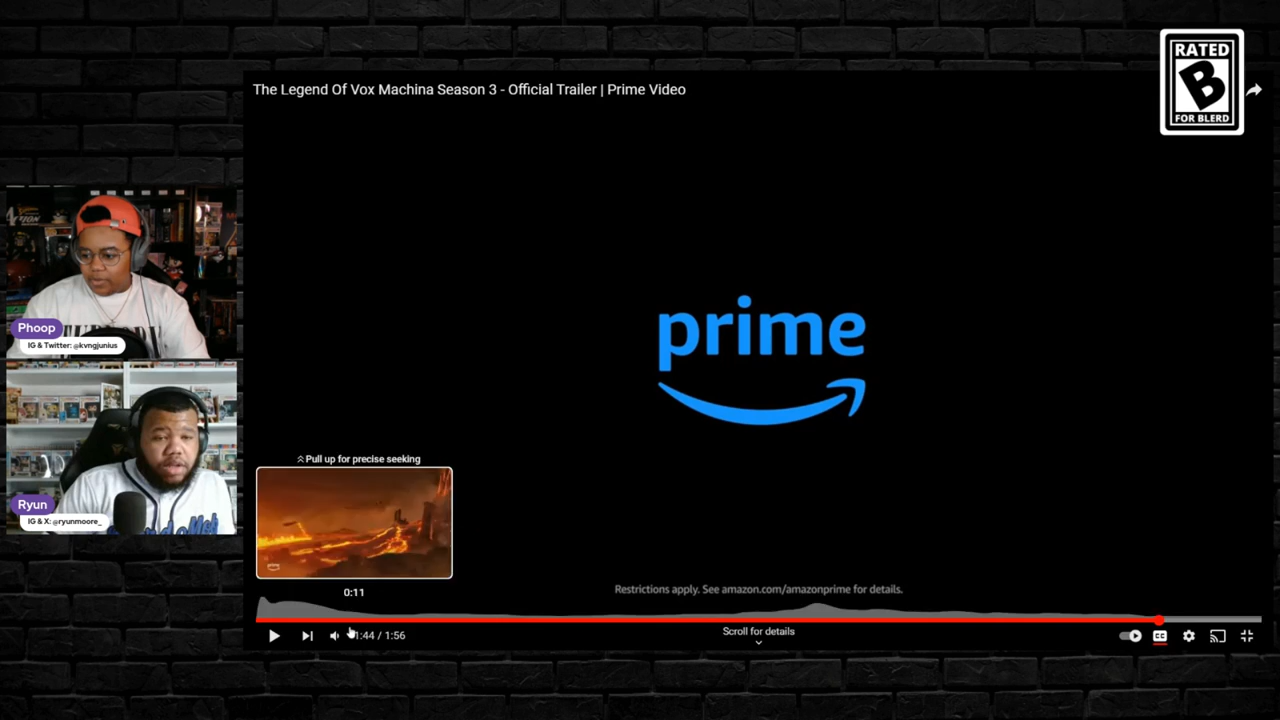 The Legend Of Vox Machina Season 3 - Official Trailer | Prime Video
RATED
B
FOR BLERD
prime
Phoop
IG & Twitter: @kvngjunius
Ryun
IG & X: @ryunmoore_
Pull up for precise seeking
0:11
Restrictions apply. See amazon.com/amazonprime for details.
1:44 / 1:56
Scroll for details
CC